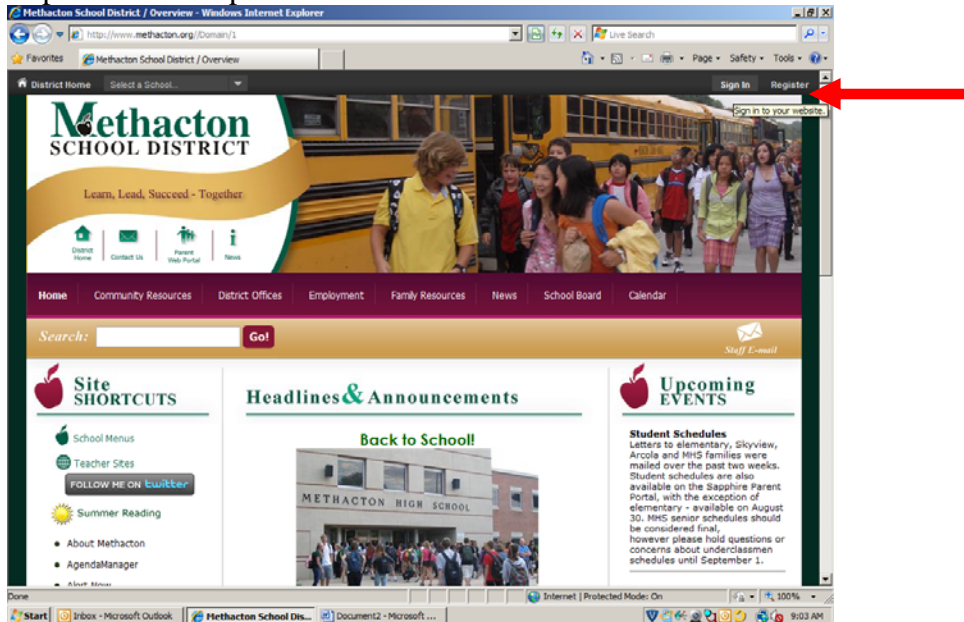 Methacton School District / Overview - Windows Internet Explorer
http://www.methacton.org//Domain/1
Live Search
Favorites
Methacton School District / Overview
Page
Safety
Tools
District Home
Select a School...
Sign In
Register
Sign in to your website.
Methacton
SCHOOL DISTRICT
Learn, Lead, Succeed - Together
District
Home
Contact Us
Parent
Web Portal
News
Home
Community Resources
District Offices
Employment
Family Resources
News
School Board
Calendar
Search:
Go!
Staff E-mail
Site
SHORTCUTS
School Menus
Teacher Sites
FOLLOW ME ON twitter
Summer Reading
• About Methacton
• AgendaManager
• Alert Now
Headlines & Announcements
Back to School!
METHACTON HIGH SCHOOL
Upcoming
EVENTS
Student Schedules
Letters to elementary, Skyview,
Arcola and MHS families were
mailed over the past two weeks.
Student schedules are also
available on the Sapphire Parent
Portal, with the exception of
elementary - available on August
30. MHS senior schedules should
be considered final,
however please hold questions or
concerns about underclassmen
schedules until September 1.
Done
Internet | Protected Mode: On
100%
Start
Inbox - Microsoft Outlook
Methacton School Dis...
Document2 - Microsoft ...
9:03 AM